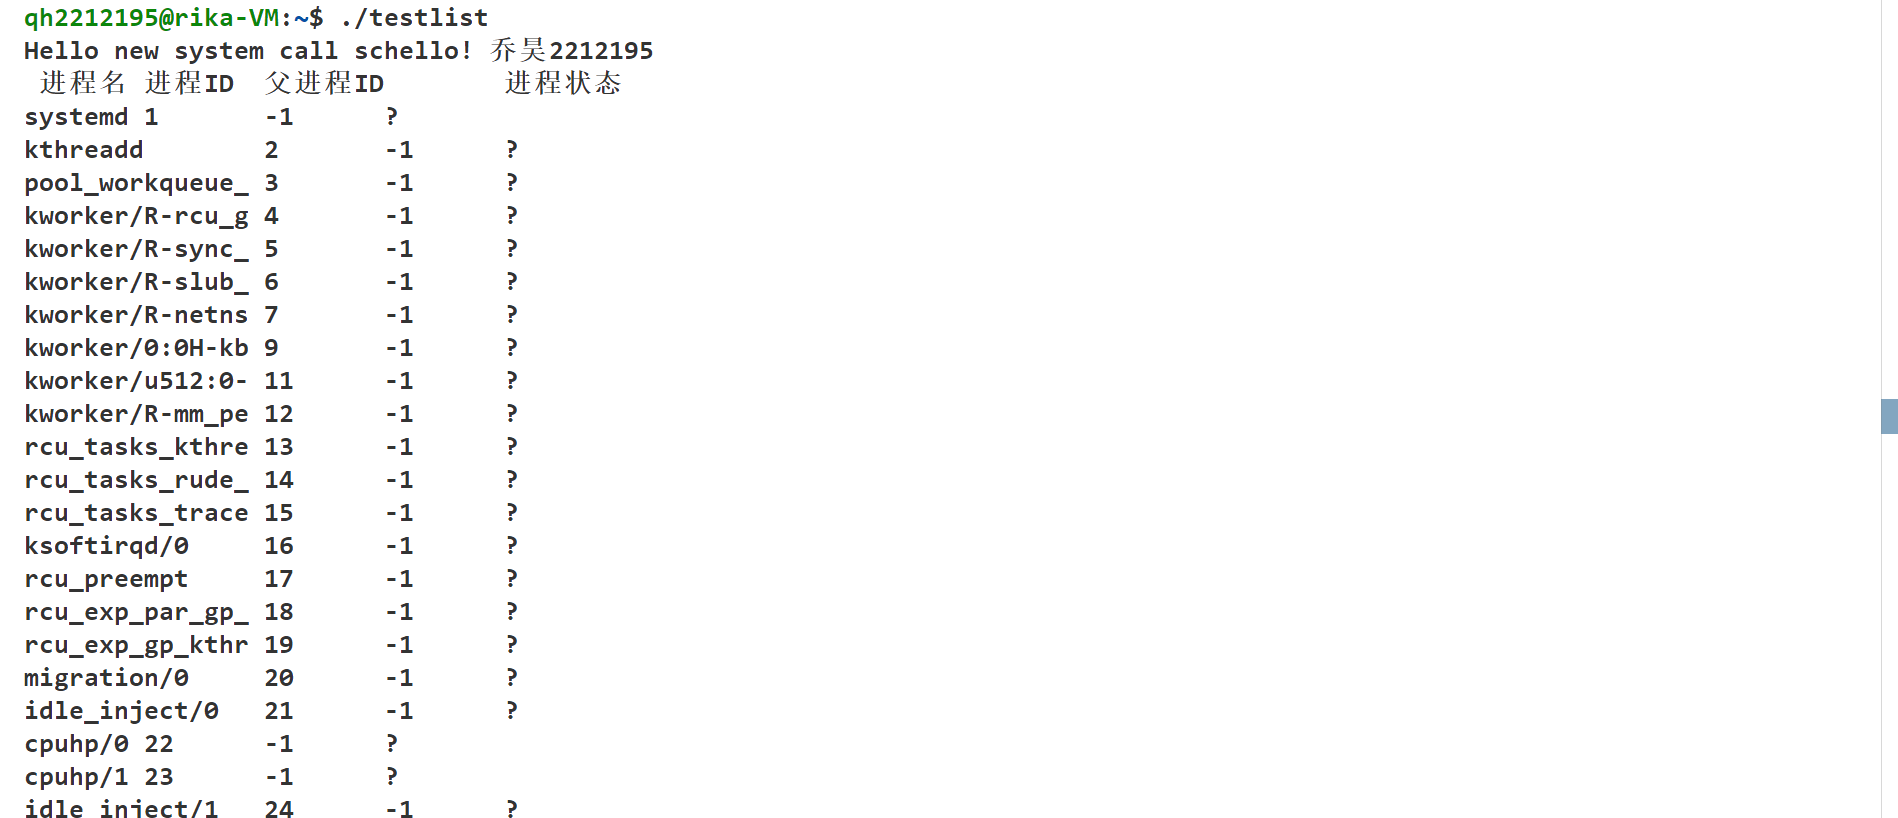 qh2212195@rika-VM:~$ ./testlist
Hello new system call schello! 乔昊2212195
进程名 进程ID 父进程ID 进程状态
systemd 1 -1 ?
kthreadd 2 -1 ?
pool_workqueue_ 3 -1 ?
kworker/R-rcu_g 4 -1 ?
kworker/R-sync_ 5 -1 ?
kworker/R-slub_ 6 -1 ?
kworker/R-netns 7 -1 ?
kworker/0:0H-kb 9 -1 ?
kworker/u512:0- 11 -1 ?
kworker/R-mm_pe 12 -1 ?
rcu_tasks_kthre 13 -1 ?
rcu_tasks_rude_ 14 -1 ?
rcu_tasks_trace 15 -1 ?
ksoftirqd/0 16 -1 ?
rcu_preempt 17 -1 ?
rcu_exp_par_gp_ 18 -1 ?
rcu_exp_gp_kthr 19 -1 ?
migration/0 20 -1 ?
idle_inject/0 21 -1 ?
cpuhp/0 22 -1 ?
cpuhp/1 23 -1 ?
idle_inject/1 24 -1 ?